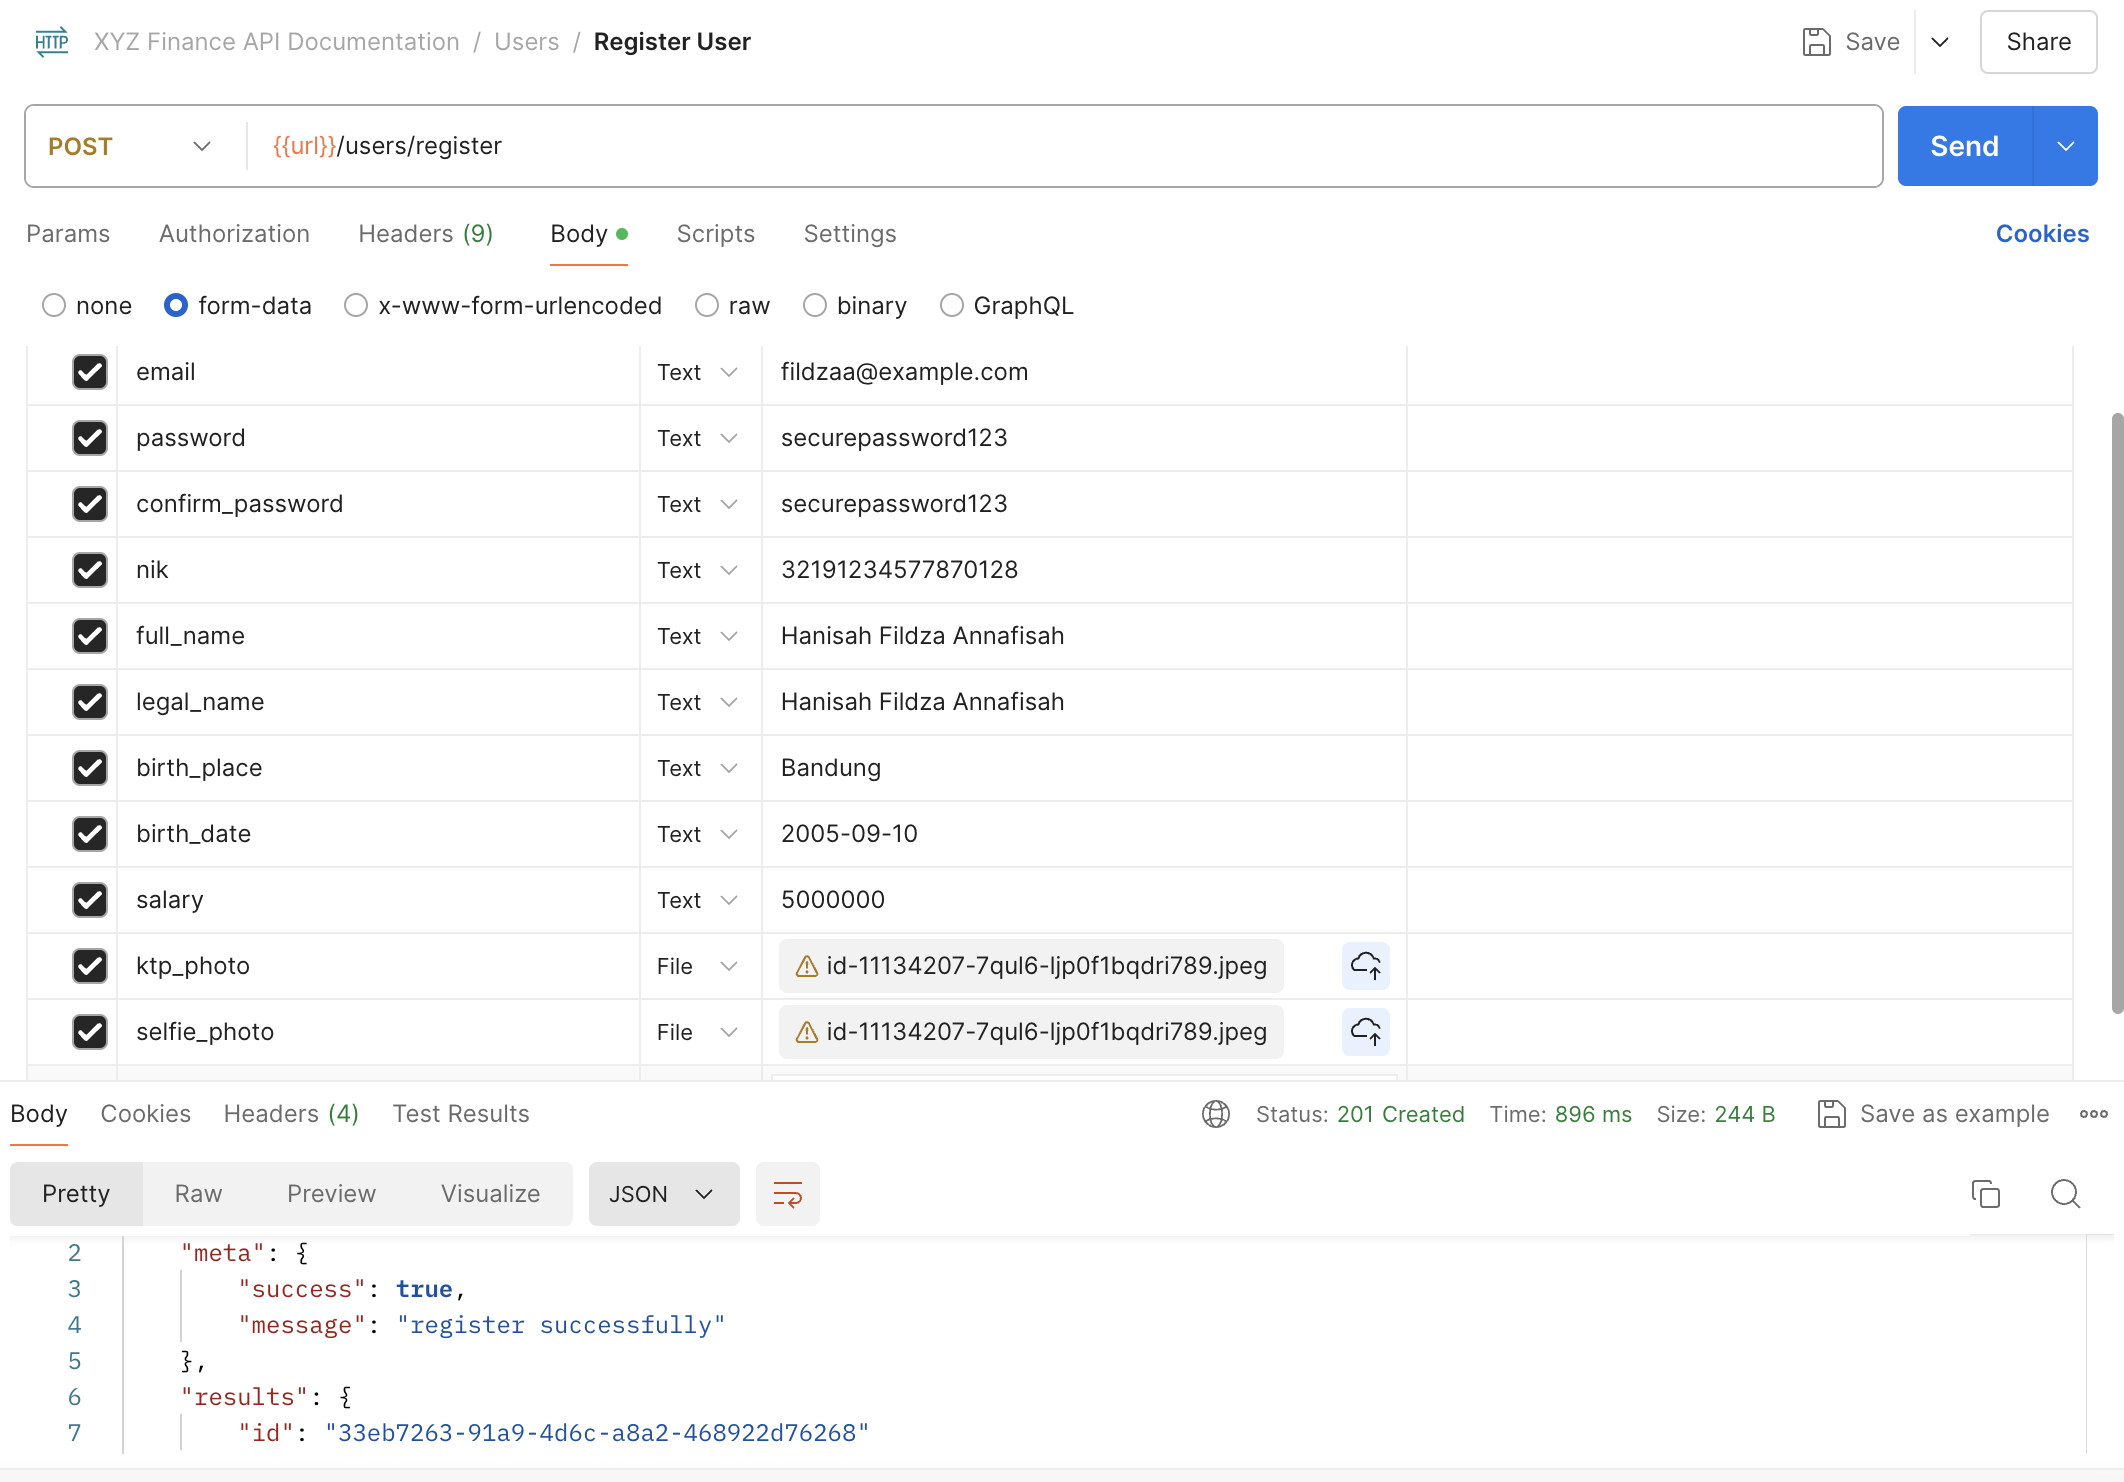 HTTP XYZ Finance API Documentation / Users / Register User Save Share
POST {{url}}/users/register Send
Params Authorization Headers (9) Body Scripts Settings Cookies
none form-data x-www-form-urlencoded raw binary GraphQL
email Text fildzaa@example.com
password Text securepassword123
confirm_password Text securepassword123
nik Text 32191234577870128
full_name Text Hanisah Fildza Annafisah
legal_name Text Hanisah Fildza Annafisah
birth_place Text Bandung
birth_date Text 2005-09-10
salary Text 5000000
ktp_photo File id-11134207-7qul6-ljp0f1bqdri789.jpeg
selfie_photo File id-11134207-7qul6-ljp0f1bqdri789.jpeg
Body Cookies Headers (4) Test Results Status: 201 Created Time: 896 ms Size: 244 B Save as example
Pretty Raw Preview Visualize JSON
2 "meta": {
3 "success": true,
4 "message": "register successfully"
5 },
6 "results": {
7 "id": "33eb7263-91a9-4d6c-a8a2-468922d76268"